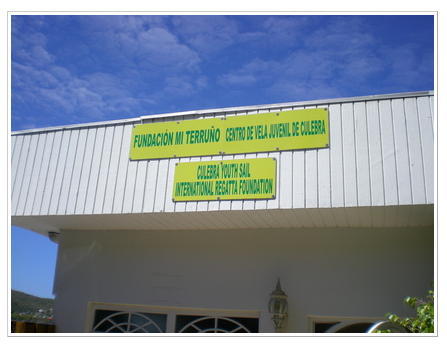 FUNDACIÓN MI TERRUÑO CENTRO DE VELA JUVENIL DE CULEBRA
CULEBRA YOUTH SAIL
INTERNATIONAL REGATTA FOUNDATION